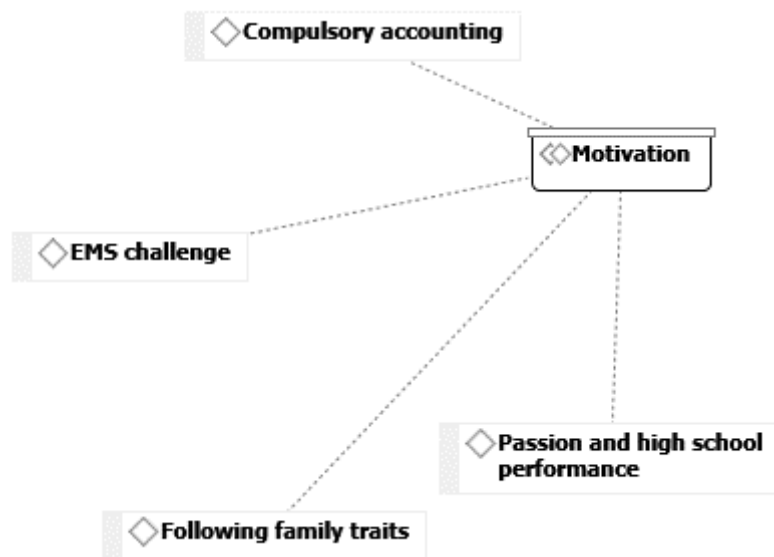 Compulsory accounting
Motivation
EMS challenge
Passion and high school
performance
Following family traits